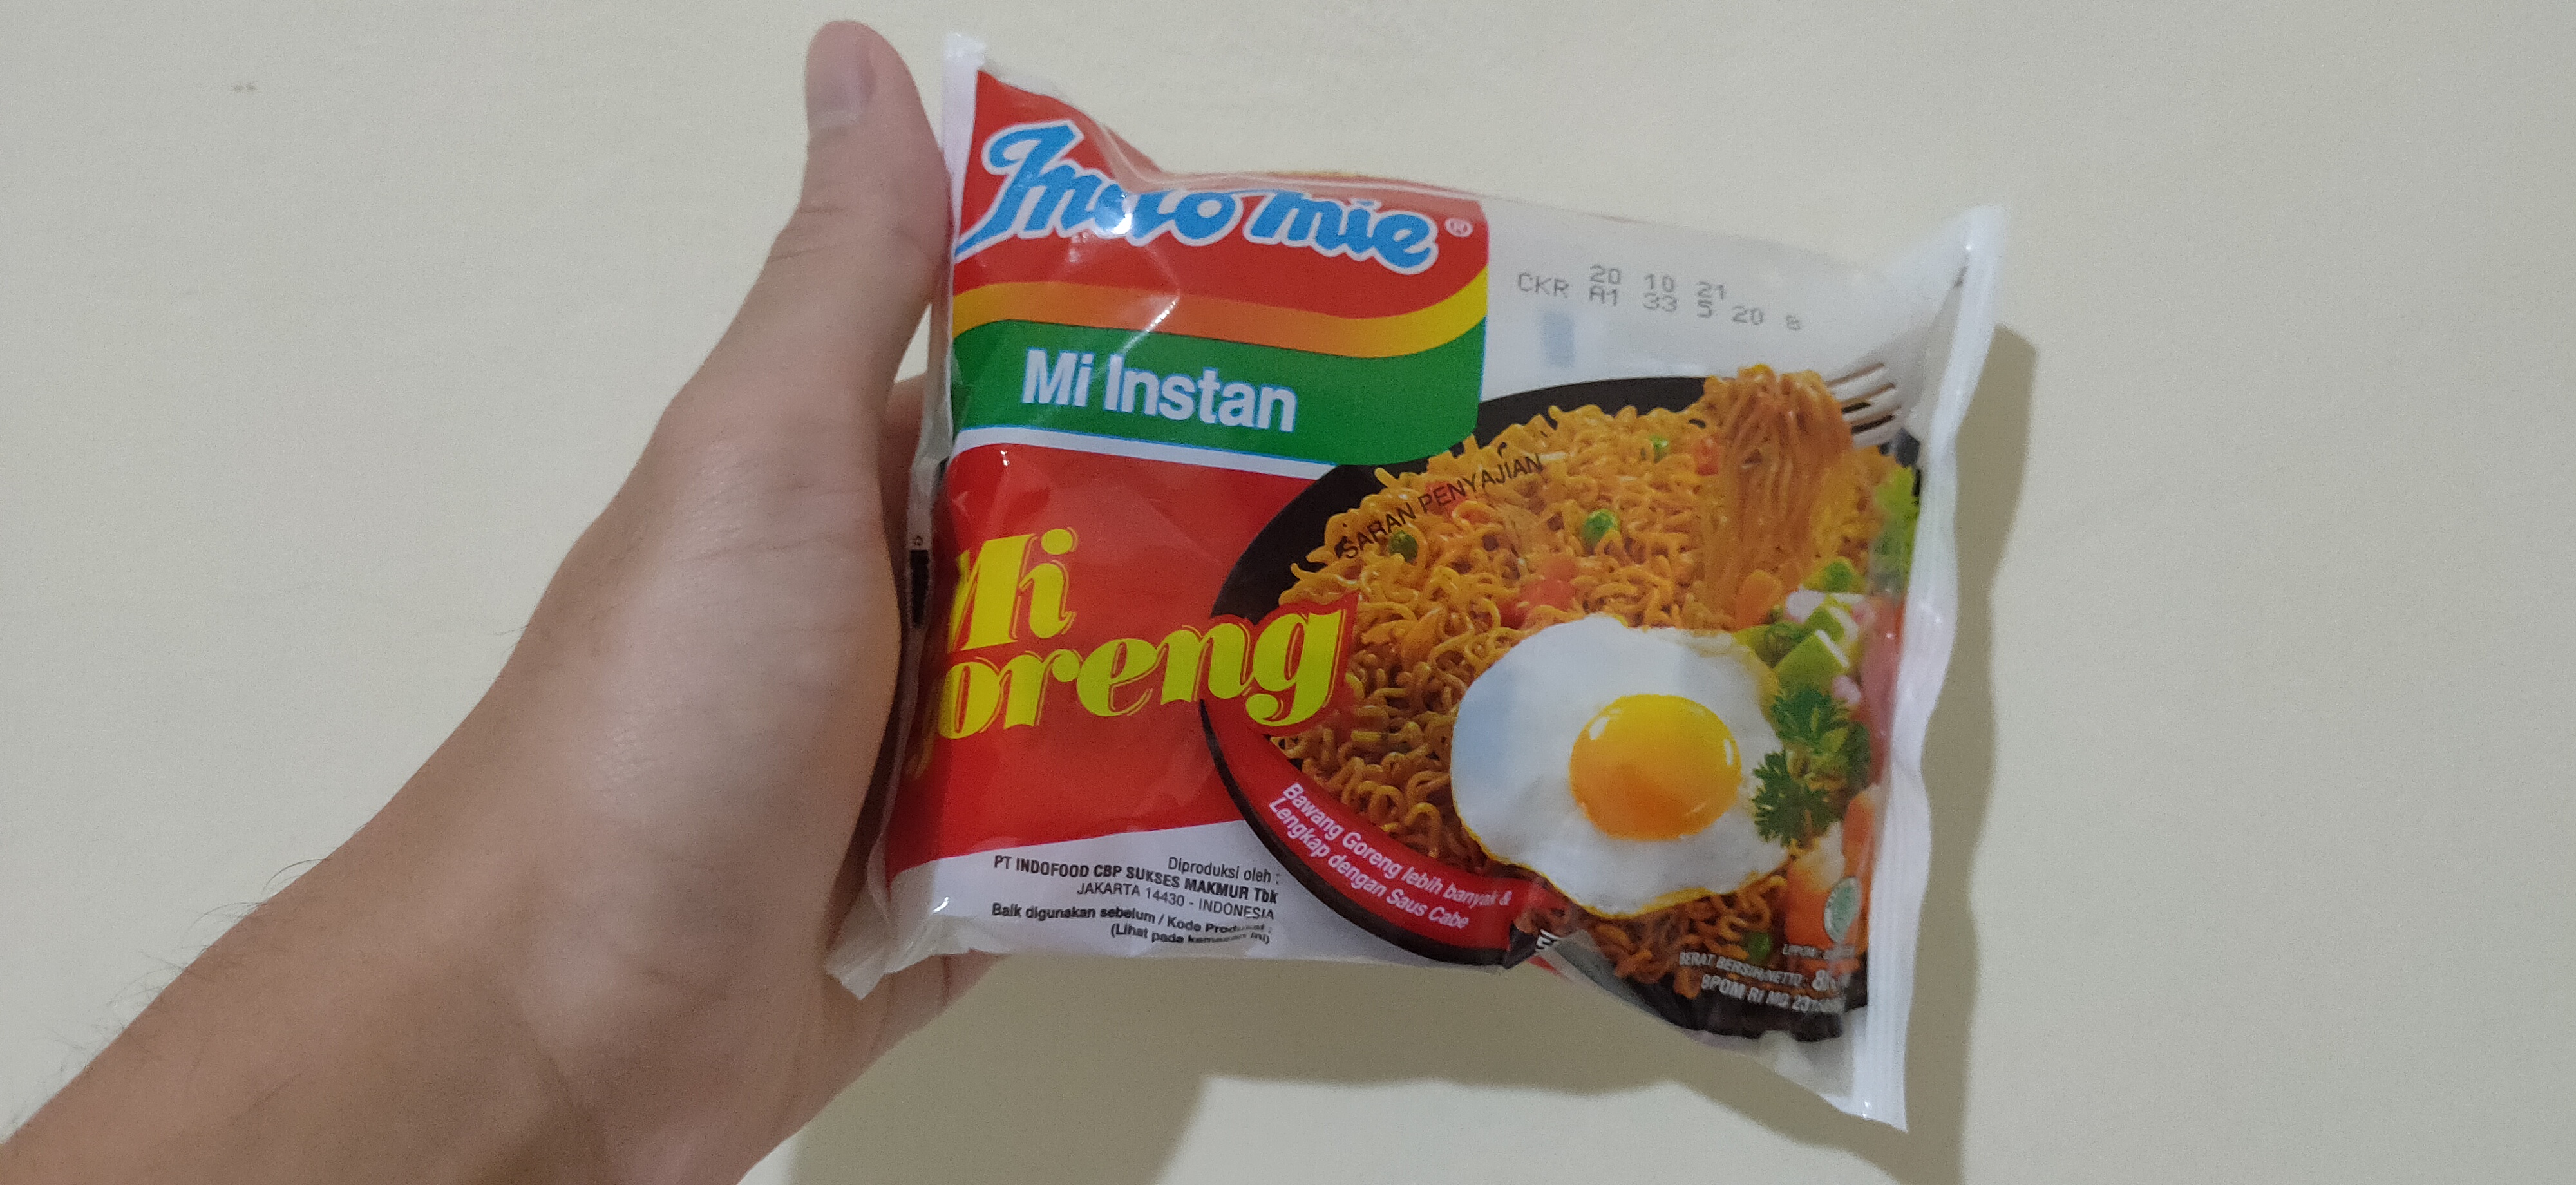 Indomie®
CKR 20 10 21
A1 33 5 20 8
Mi Instan
SARAN PENYAJIAN
Mi
goreng
Bawang Goreng lebih banyak &
Lengkap dengan Saus Cabe
Diproduksi oleh :
PT INDOFOOD CBP SUKSES MAKMUR Tbk
JAKARTA 14430 - INDONESIA
Baik digunakan sebelum / Kode Produksi :
(Lihat pada kemasan ini)
BERAT BERSIH/NETTO :
BPOM RI MD